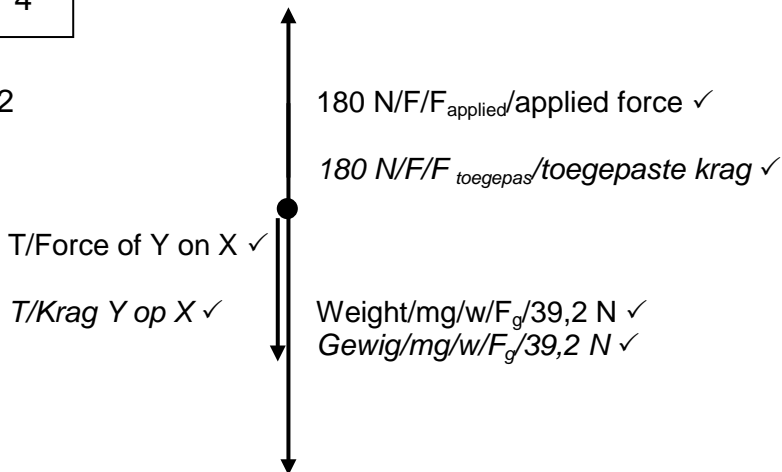 4
2
180 N/F/F_applied/applied force ✓
180 N/F/F toegepas/toegepaste krag ✓
T/Force of Y on X ✓
T/Krag Y op X ✓
Weight/mg/w/F_g/39,2 N ✓
Gewig/mg/w/F_g/39,2 N ✓